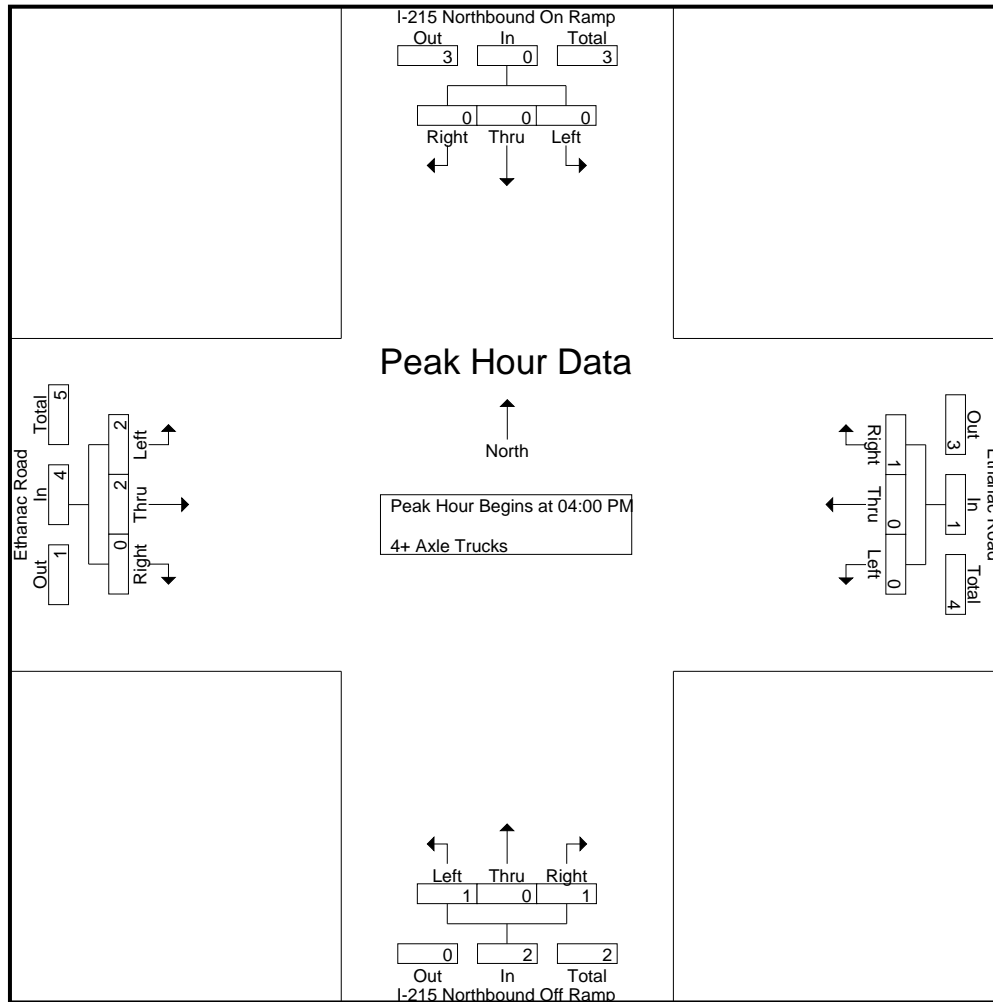 I-215 Northbound On Ramp
Out In Total
3 0 3
0 0 0
Right Thru Left
Peak Hour Data
North
Peak Hour Begins at 04:00 PM
4+ Axle Trucks
Ethanac Road
Out In Total
1 4 5
Right Thru Left
0 2 2
Ethanac Road
Out In Total
3 1 4
Right Thru Left
1 0 0
Left Thru Right
1 0 1
0 2 2
Out In Total
I-215 Northbound Off Ramp